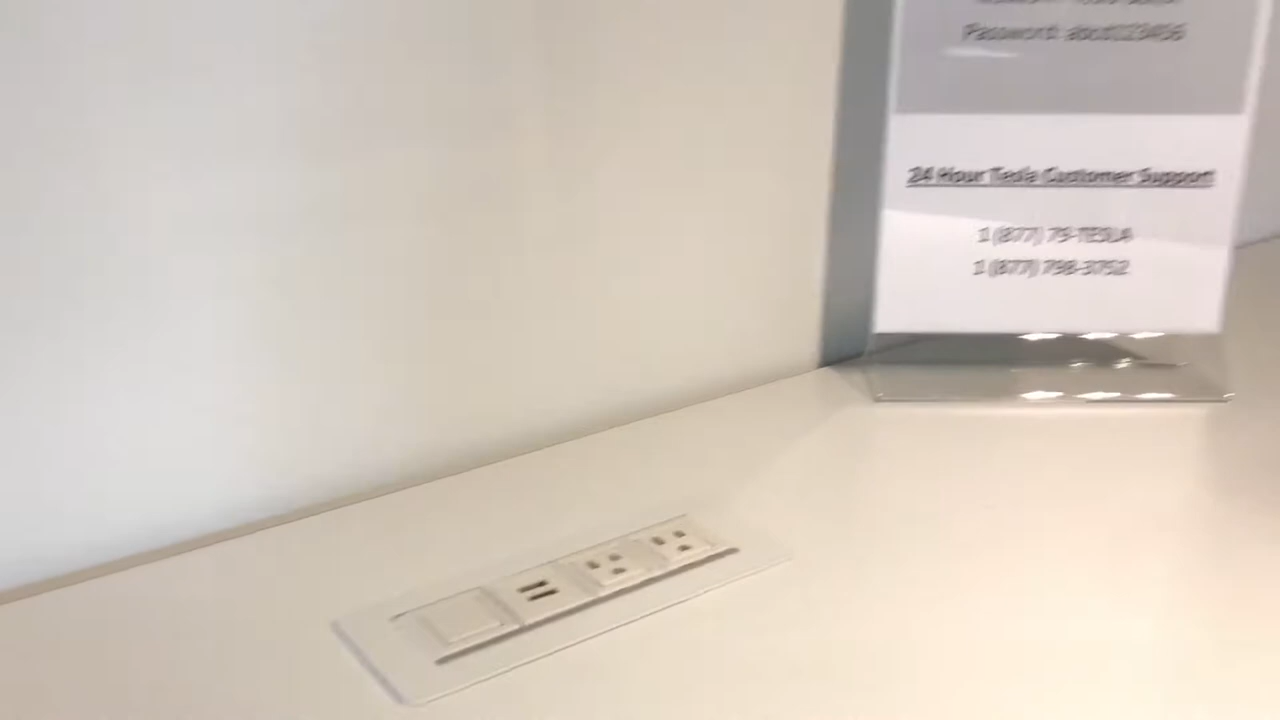 Password: abcd123456
24 Hour Tesla Customer Support
1 (877) 79-TESLA
1 (877) 798-3752